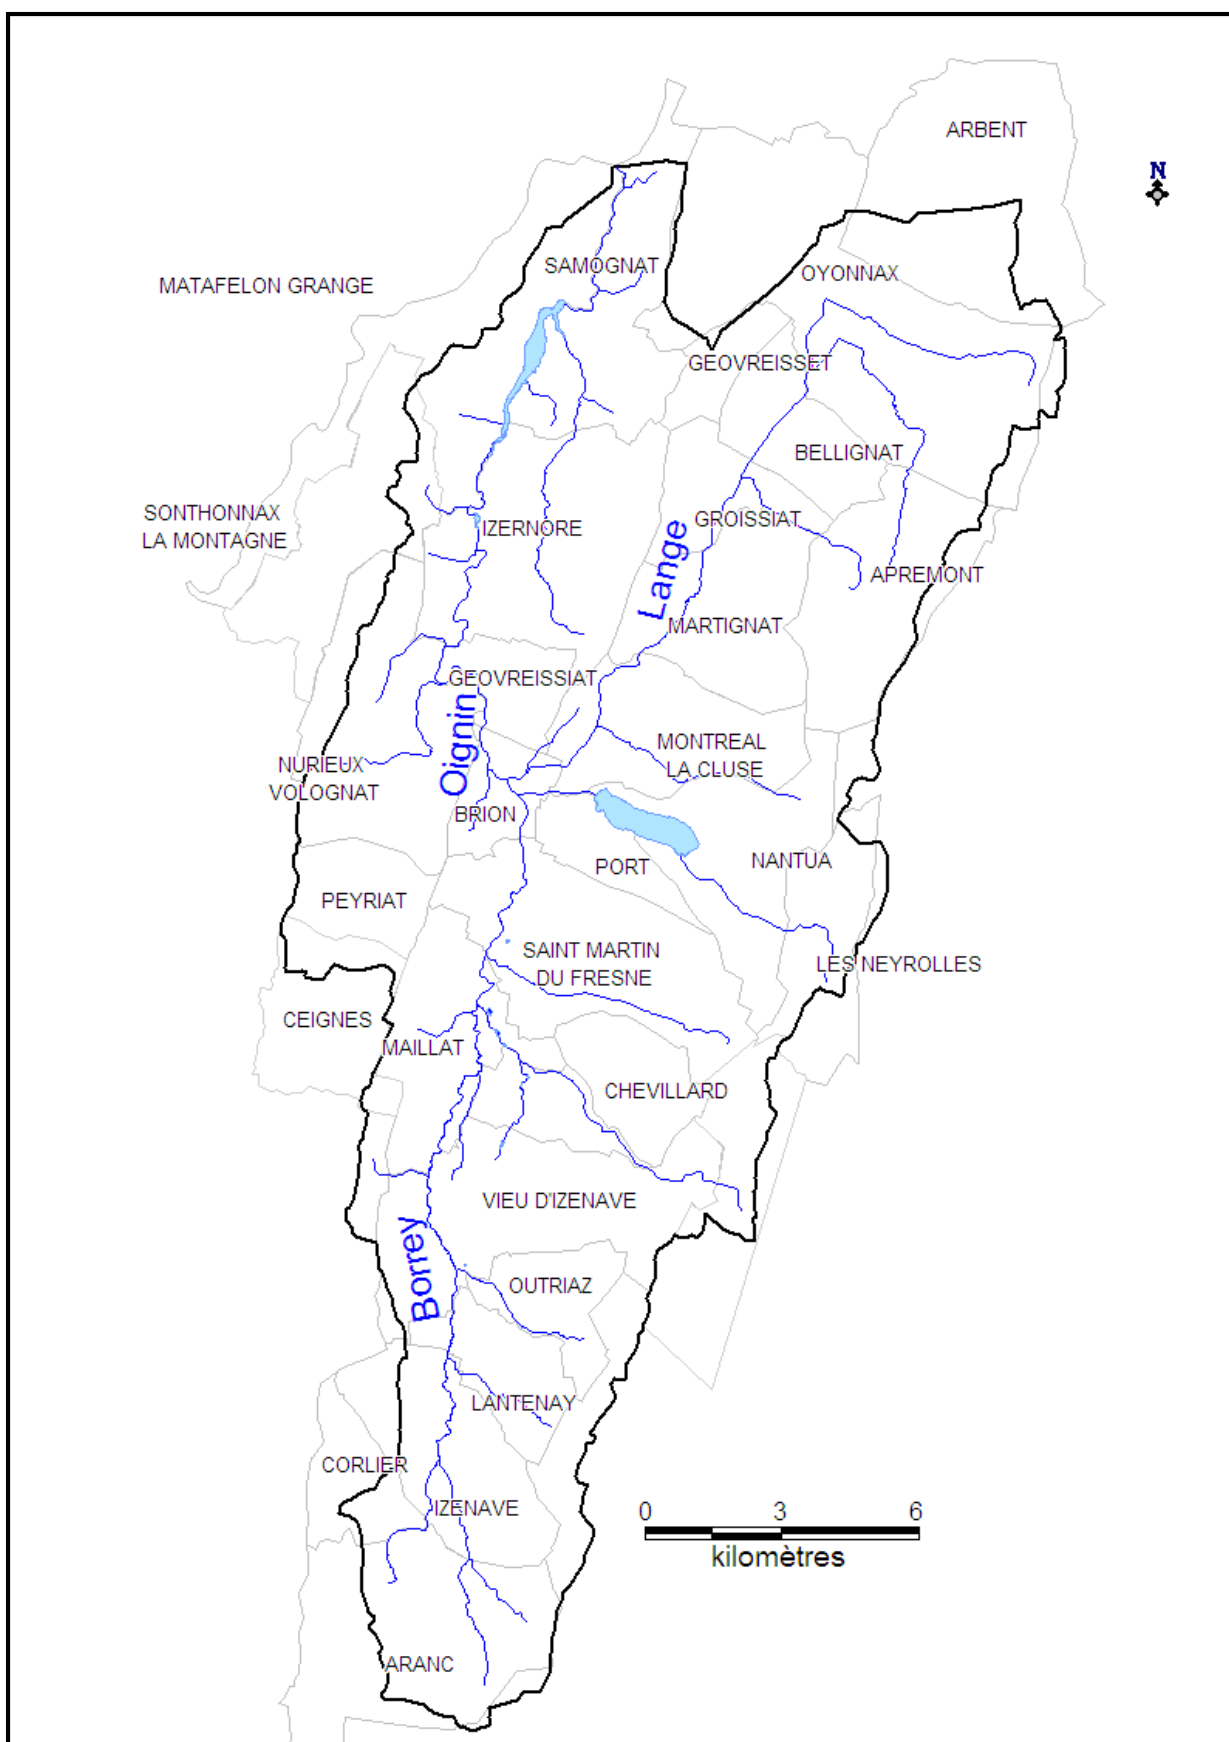 ARBENT
N
SAMOGNAT
OYONNAX
MATAFELON GRANGE
GEOVREISSET
BELLIGNAT
SONTHONNAX
LA MONTAGNE
IZERNORE
GROISSIAT
Lange
APREMONT
MARTIGNAT
GEOVREISSIAT
Oignin
MONTREAL
LA CLUSE
NURIEUX
VOLOGNAT
BRION
PORT
NANTUA
PEYRIAT
SAINT MARTIN
DU FRESNE
LES NEYROLLES
CEIGNES
MAILLAT
CHEVILLARD
VIEU D'IZENAVE
Borrey
OUTRIAZ
LANTENAY
CORLIER
IZENAVE
0 3 6
kilomètres
ARANC